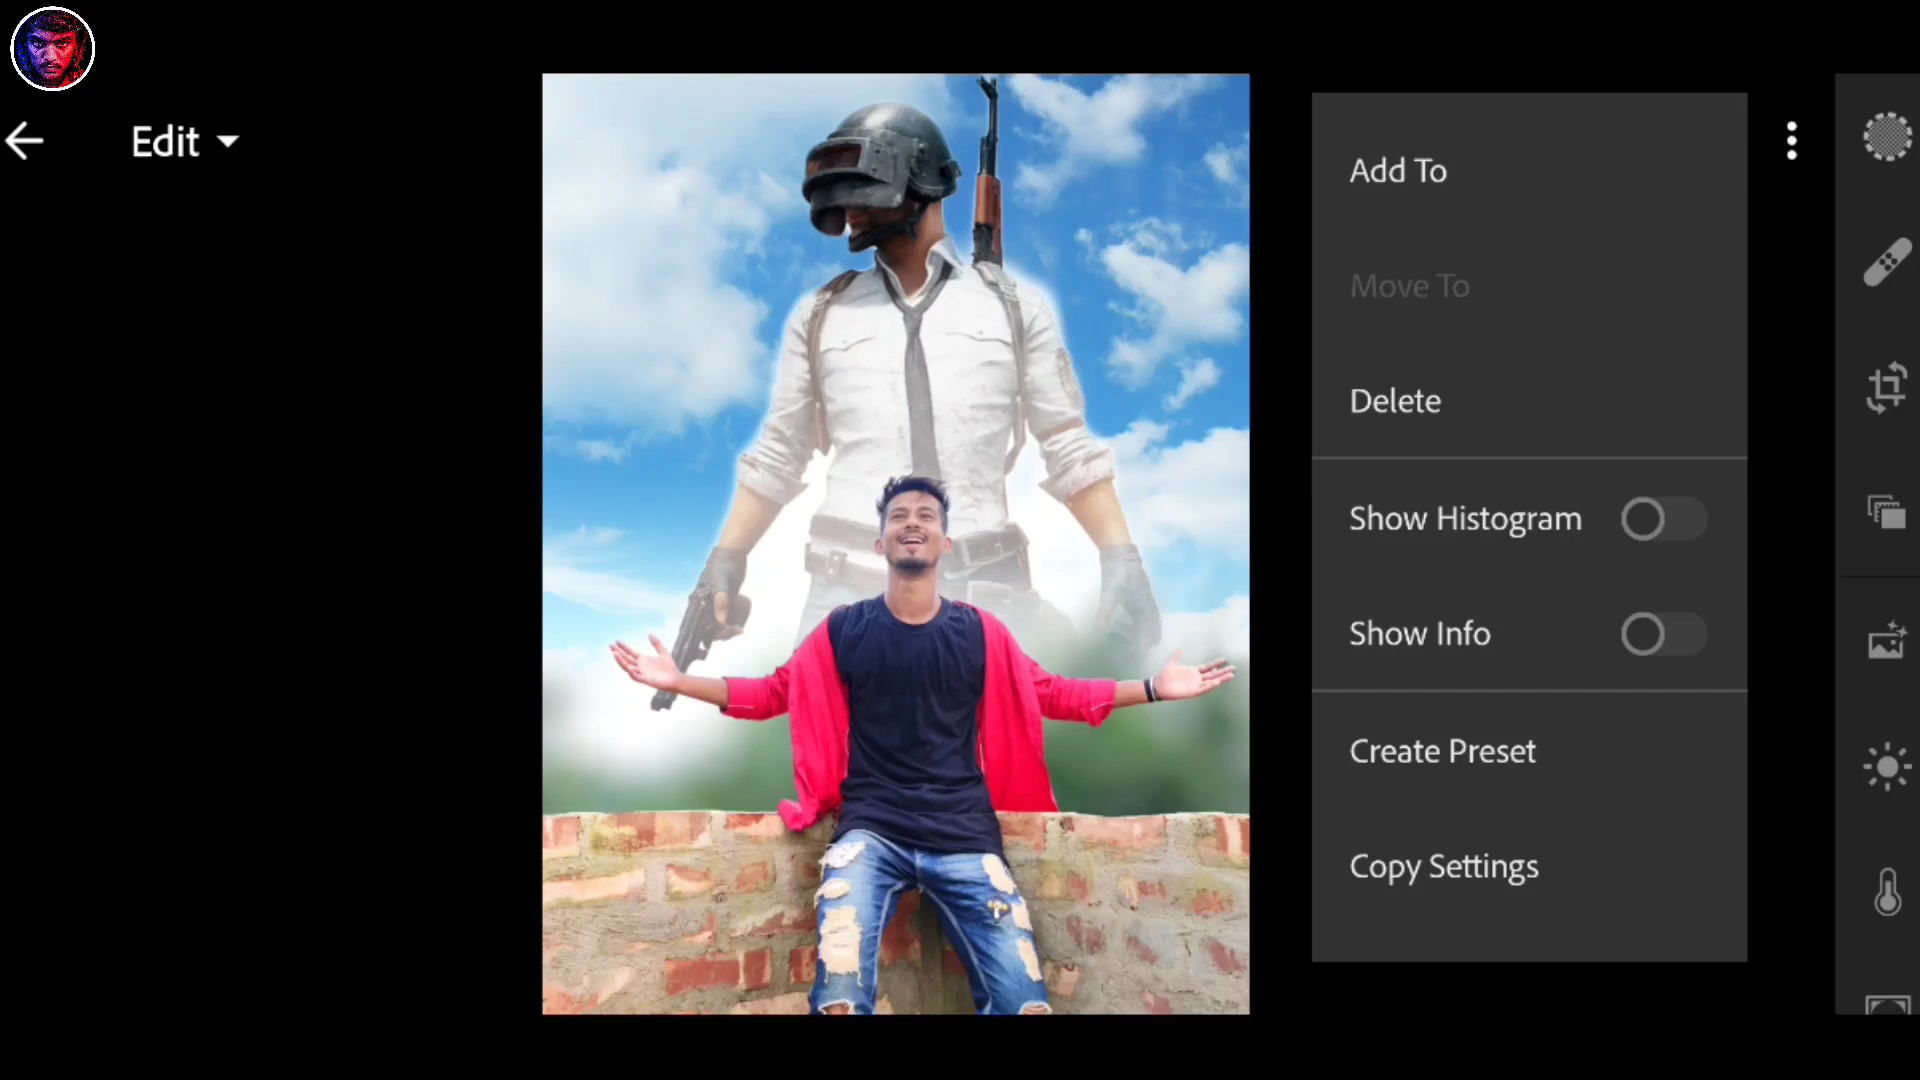 Edit
Add To
Move To
Delete
Show Histogram
Show Info
Create Preset
Copy Settings